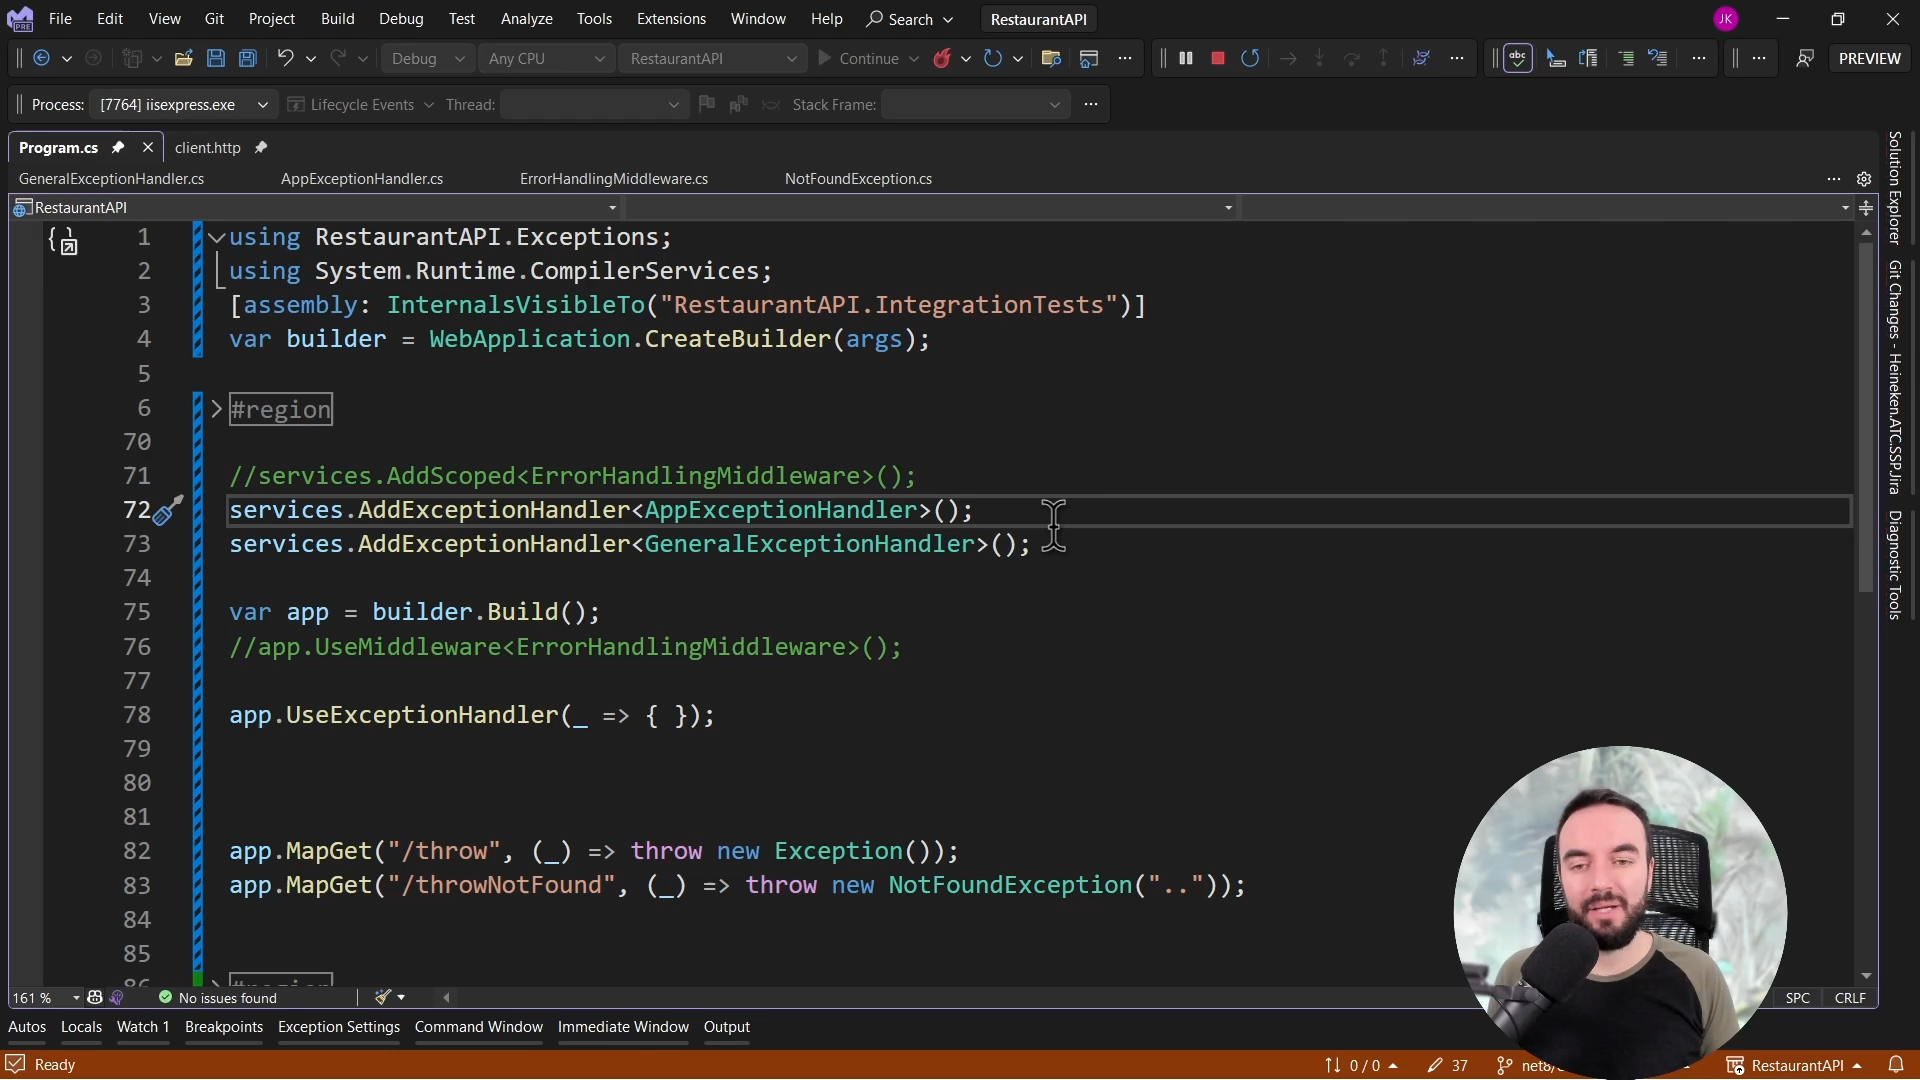 File Edit View Git Project Build Debug Test Analyze Tools Extensions Window Help Search RestaurantAPI JK
PRE
Debug Any CPU RestaurantAPI Continue abc PREVIEW
Process: [7764] iisexpress.exe Lifecycle Events Thread: Stack Frame:
Program.cs client.http
GeneralExceptionHandler.cs AppExceptionHandler.cs ErrorHandlingMiddleware.cs NotFoundException.cs
RestaurantAPI
1 using RestaurantAPI.Exceptions;
2 using System.Runtime.CompilerServices;
3 [assembly: InternalsVisibleTo("RestaurantAPI.IntegrationTests")]
4 var builder = WebApplication.CreateBuilder(args);
5
6 #region
70
71 //services.AddScoped<ErrorHandlingMiddleware>();
72 services.AddExceptionHandler<AppExceptionHandler>();
73 services.AddExceptionHandler<GeneralExceptionHandler>();
74
75 var app = builder.Build();
76 //app.UseMiddleware<ErrorHandlingMiddleware>();
77
78 app.UseExceptionHandler(_ => { });
79
80
81
82 app.MapGet("/throw", (_) => throw new Exception());
83 app.MapGet("/throwNotFound", (_) => throw new NotFoundException(".."));
84
85
86 #region
Solution Explorer
Git Changes - Heineken.ATC.SSP.Jira
Diagnostic Tools
161 % No issues found SPC CRLF
Autos Locals Watch 1 Breakpoints Exception Settings Command Window Immediate Window Output
Ready 0 / 0 37 net8/ RestaurantAPI